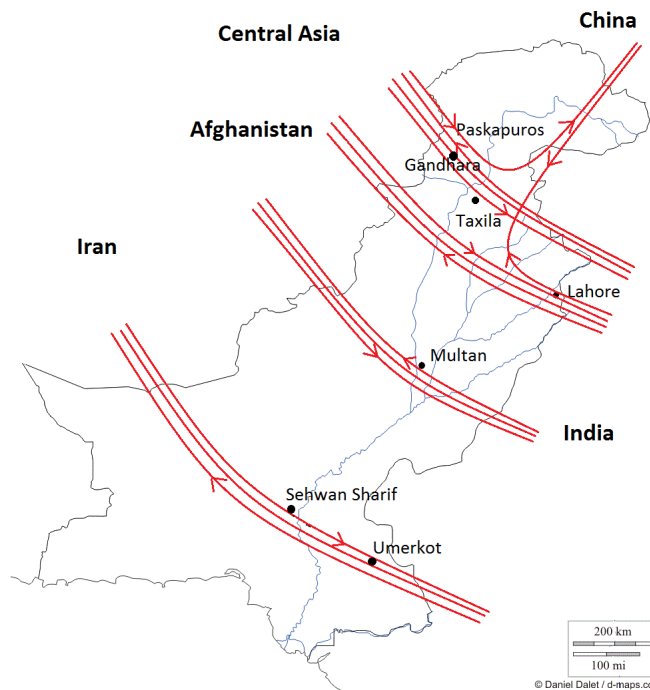 China
Central Asia
Afghanistan
Paskapuros
Gandhara
Taxila
Iran
Lahore
Multan
India
Sehwan Sharif
Umerkot
200 km
100 mi
© Daniel Dalet / d-maps.co